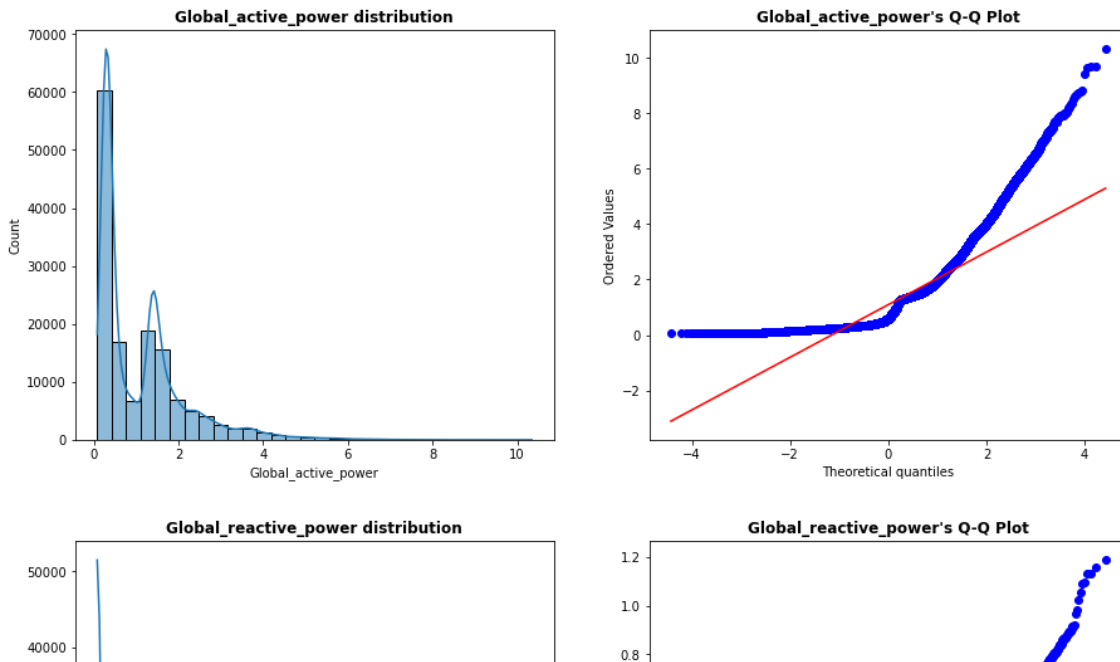 Global_active_power distribution
70000
60000
50000
40000
30000
20000
10000
0
Count
0 2 4 6 8 10
Global_active_power
Global_active_power's Q-Q Plot
10
8
6
4
2
0
−2
Ordered Values
−4 −2 0 2 4
Theoretical quantiles
Global_reactive_power distribution
50000
40000
Global_reactive_power's Q-Q Plot
1.2
1.0
0.8